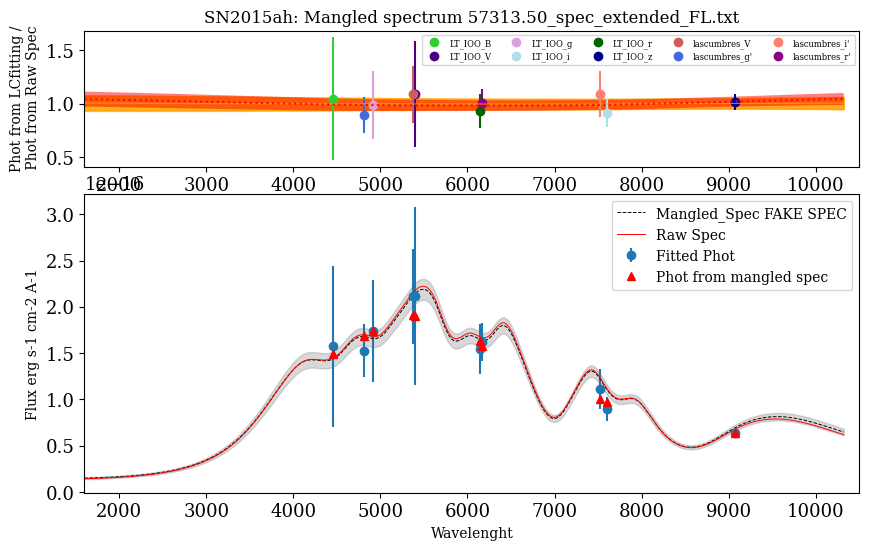 SN2015ah: Mangled spectrum 57313.50_spec_extended_FL.txt
Phot from LCfitting /
Phot from Raw Spec
1.5
1.0
0.5
LT_IOO_B LT_IOO_g LT_IOO_r lascumbres_V lascumbres_i'
LT_IOO_V LT_IOO_i LT_IOO_z lascumbres_g' lascumbres_r'
2000 3000 4000 5000 6000 7000 8000 9000 10000
1e−16
Flux erg s-1 cm-2 A-1
3.0
2.5
2.0
1.5
1.0
0.5
0.0
Mangled_Spec FAKE SPEC
Raw Spec
Fitted Phot
Phot from mangled spec
2000 3000 4000 5000 6000 7000 8000 9000 10000
Wavelenght